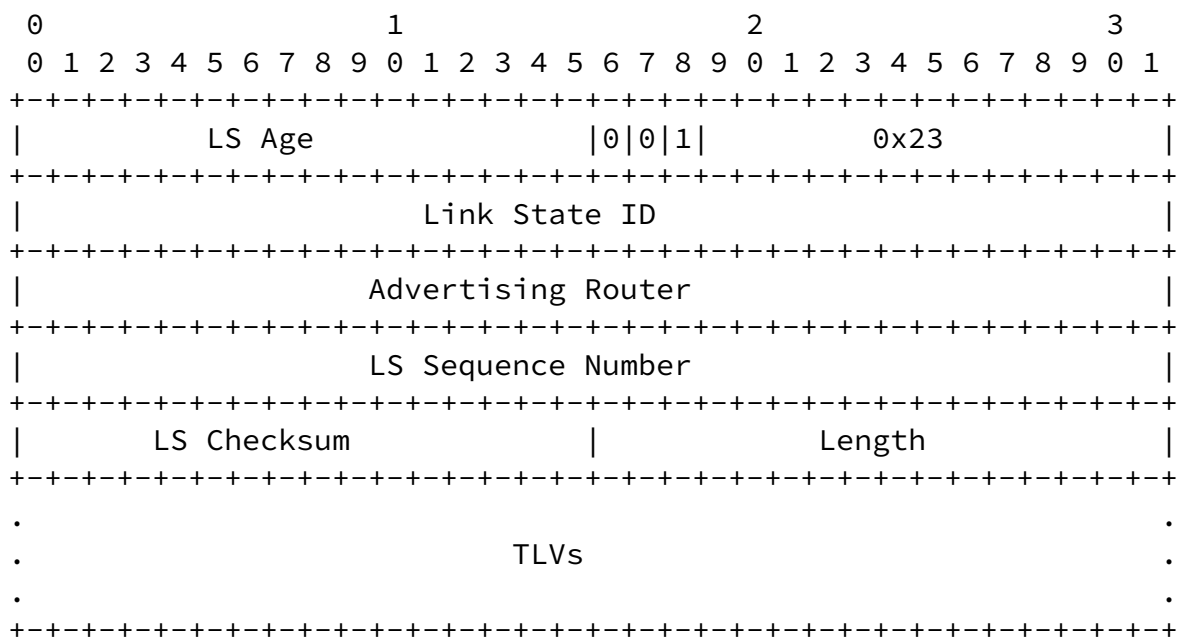 0                   1                   2                   3
 0 1 2 3 4 5 6 7 8 9 0 1 2 3 4 5 6 7 8 9 0 1 2 3 4 5 6 7 8 9 0 1
+-+-+-+-+-+-+-+-+-+-+-+-+-+-+-+-+-+-+-+-+-+-+-+-+-+-+-+-+-+-+-+-+
|          LS Age               |0|0|1|         0x23            |
+-+-+-+-+-+-+-+-+-+-+-+-+-+-+-+-+-+-+-+-+-+-+-+-+-+-+-+-+-+-+-+-+
|                      Link State ID                            |
+-+-+-+-+-+-+-+-+-+-+-+-+-+-+-+-+-+-+-+-+-+-+-+-+-+-+-+-+-+-+-+-+
|                   Advertising Router                          |
+-+-+-+-+-+-+-+-+-+-+-+-+-+-+-+-+-+-+-+-+-+-+-+-+-+-+-+-+-+-+-+-+
|                   LS Sequence Number                          |
+-+-+-+-+-+-+-+-+-+-+-+-+-+-+-+-+-+-+-+-+-+-+-+-+-+-+-+-+-+-+-+-+
|       LS Checksum             |            Length             |
+-+-+-+-+-+-+-+-+-+-+-+-+-+-+-+-+-+-+-+-+-+-+-+-+-+-+-+-+-+-+-+-+
.                                                               .
.                           TLVs                                .
.                                                               .
+-+-+-+-+-+-+-+-+-+-+-+-+-+-+-+-+-+-+-+-+-+-+-+-+-+-+-+-+-+-+-+-+